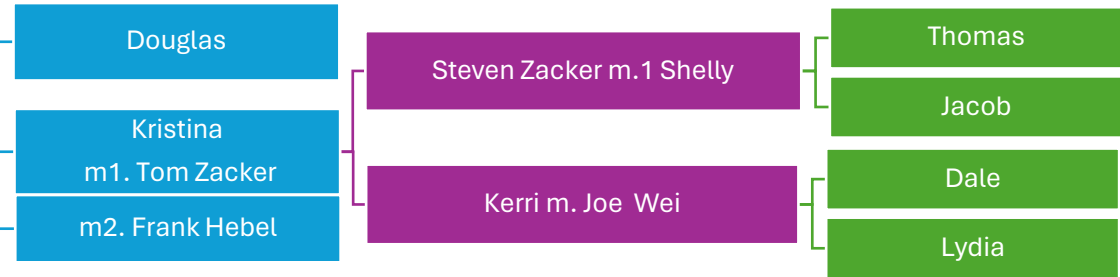 Douglas
Kristina
m1. Tom Zacker
m2. Frank Hebel
Steven Zacker m.1 Shelly
Kerri m. Joe  Wei
Thomas
Jacob
Dale
Lydia